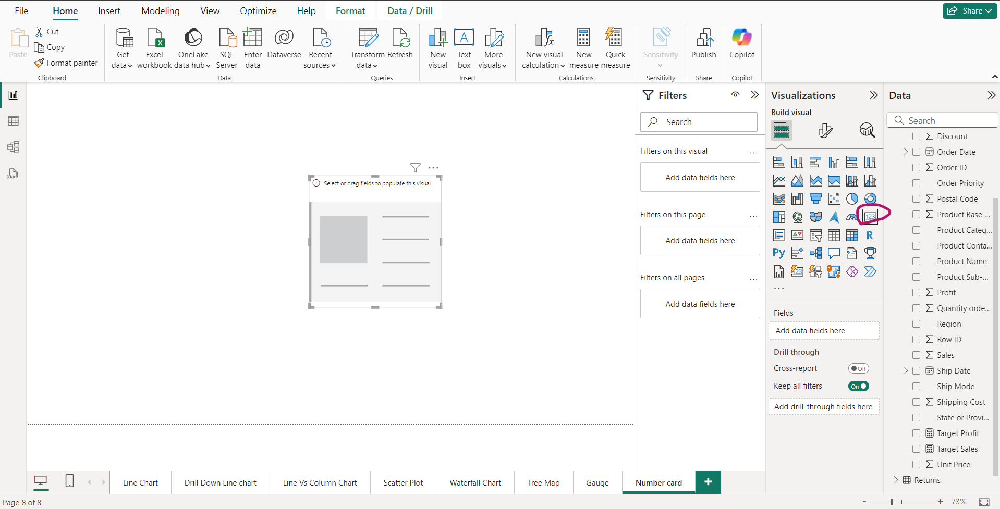 File Home Insert Modeling View Optimize Help Format Data / Drill Share
Paste Cut
Copy
Format painter
Clipboard
Get data
Excel workbook
OneLake data hub
SQL Server
Enter data
Dataverse
Recent sources
Data
Transform data
Refresh
Queries
New visual
A
Text box
More visuals
Insert
fx
New visual calculation
New measure
Quick measure
Calculations
Sensitivity
Sensitivity
Publish
Share
Copilot
Copilot
DAX
Select or drag fields to populate this visual
Filters
Search
Filters on this visual ...
Add data fields here
Filters on this page ...
Add data fields here
Filters on all pages ...
Add data fields here
Visualizations
Build visual
123
R
Py
123
...
Fields
Add data fields here
Drill through
Cross-report Off
Keep all filters On
Add drill-through fields here
Data
Search
Σ Discount
Order Date
Σ Order ID
Order Priority
Σ Postal Code
Σ Product Base ...
Product Categ...
Product Conta...
Product Name
Product Sub-...
Σ Profit
Σ Quantity orde...
Region
Σ Row ID
Σ Sales
Ship Date
Ship Mode
Σ Shipping Cost
State or Provi...
Target Profit
Target Sales
Σ Unit Price
Returns
Line Chart Drill Down Line chart Line Vs Column Chart Scatter Plot Waterfall Chart Tree Map Gauge Number card +
Page 8 of 8 - + 73%